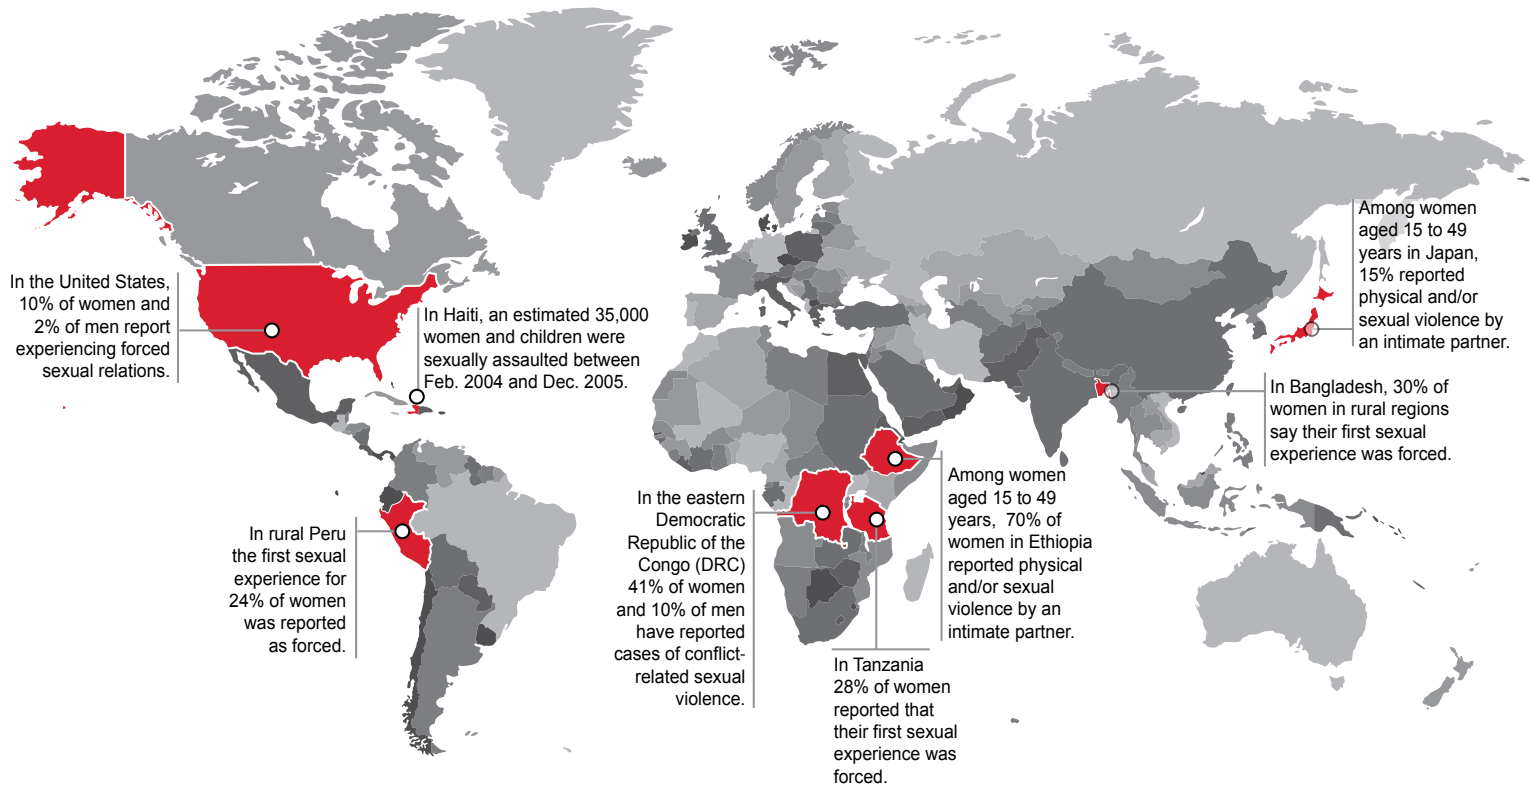 In the United States,
10% of women and
2% of men report
experiencing forced
sexual relations.
In Haiti, an estimated 35,000
women and children were
sexually assaulted between
Feb. 2004 and Dec. 2005.
In rural Peru
the first sexual
experience for
24% of women
was reported
as forced.
In the eastern
Democratic
Republic of the
Congo (DRC)
41% of women
and 10% of men
have reported
cases of conflict-
related sexual
violence.
In Tanzania
28% of women
reported that
their first sexual
experience was
forced.
Among women
aged 15 to 49
years, 70% of
women in Ethiopia
reported physical
and/or sexual
violence by an
intimate partner.
In Bangladesh, 30% of
women in rural regions
say their first sexual
experience was forced.
Among women
aged 15 to 49
years in Japan,
15% reported
physical and/or
sexual violence by
an intimate partner.